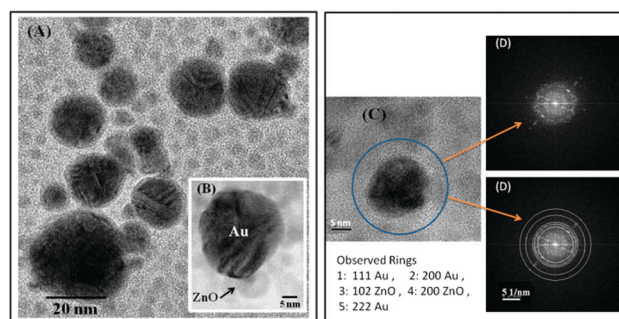 (A)
20 nm
(B)
Au
ZnO
5 nm
(C)
5 nm
(D)
(D)
5 1/nm
Observed Rings
1: 111 Au , 2: 200 Au ,
3: 102 ZnO , 4: 200 ZnO ,
5: 222 Au